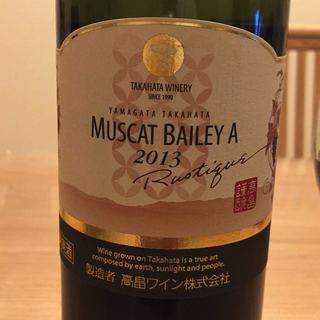 TAKAHATA WINERY
SINCE 1990
YAMAGATA TAKAHATA
MUSCAT BAILEY A
2013
Rustique
Wine grown on Takahata is a true art
composed by earth, sunlight and people.
製造者 高畠ワイン株式会社